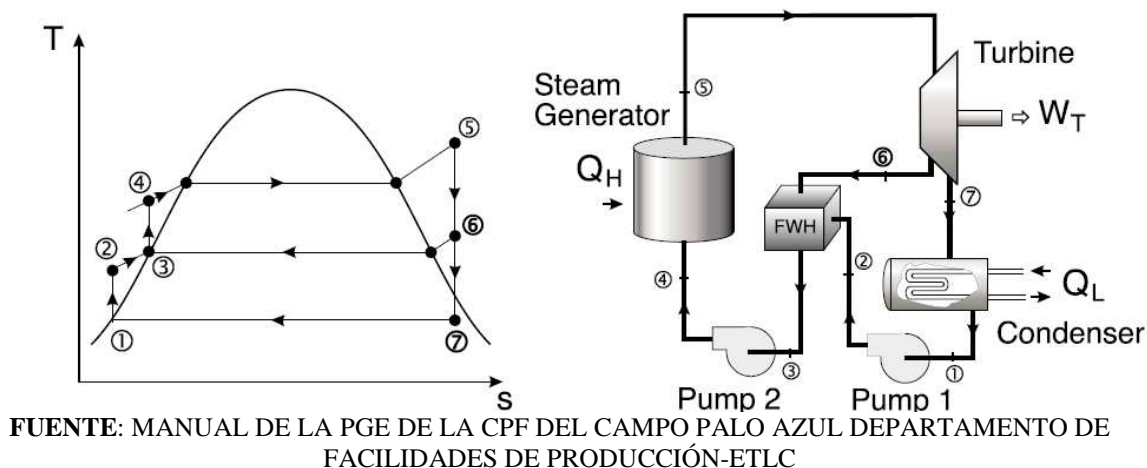 T
s
①
②
③
④
⑤
⑥
⑦
Steam
Generator
Q_H
Turbine
⇨ W_T
⑤
⑥
⑦
FWH
②
④
Q_L
Condenser
③
①
Pump 2
Pump 1
FUENTE: MANUAL DE LA PGE DE LA CPF DEL CAMPO PALO AZUL DEPARTAMENTO DE
FACILIDADES DE PRODUCCIÓN-ETLC